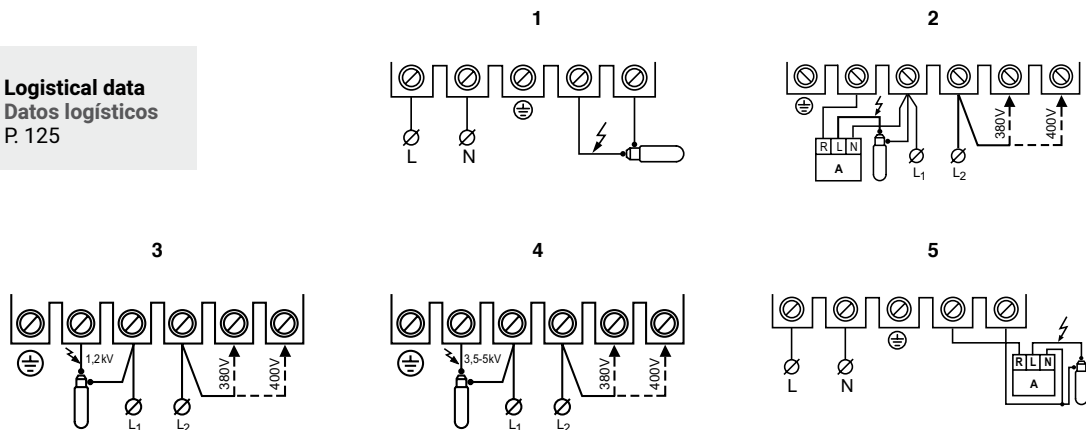 Logistical data
Datos logísticos
P. 125
1
L N
2
R L N
A
L1 L2
380V
400V
3
1,2kV
L1 L2
380V
400V
4
3,5-5kV
L1 L2
380V
400V
5
L N
R L N
A